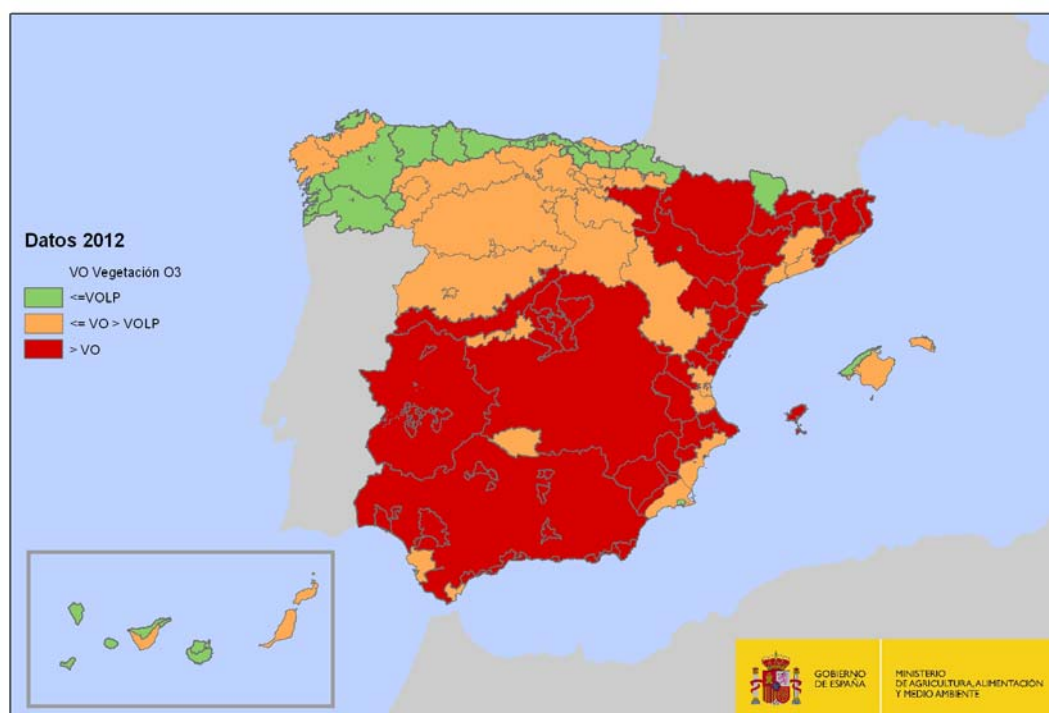 Datos 2012
VO Vegetación O3
<=VOLP
<= VO > VOLP
> VO
GOBIERNO
DE ESPAÑA
MINISTERIO
DE AGRICULTURA, ALIMENTACIÓN
Y MEDIO AMBIENTE